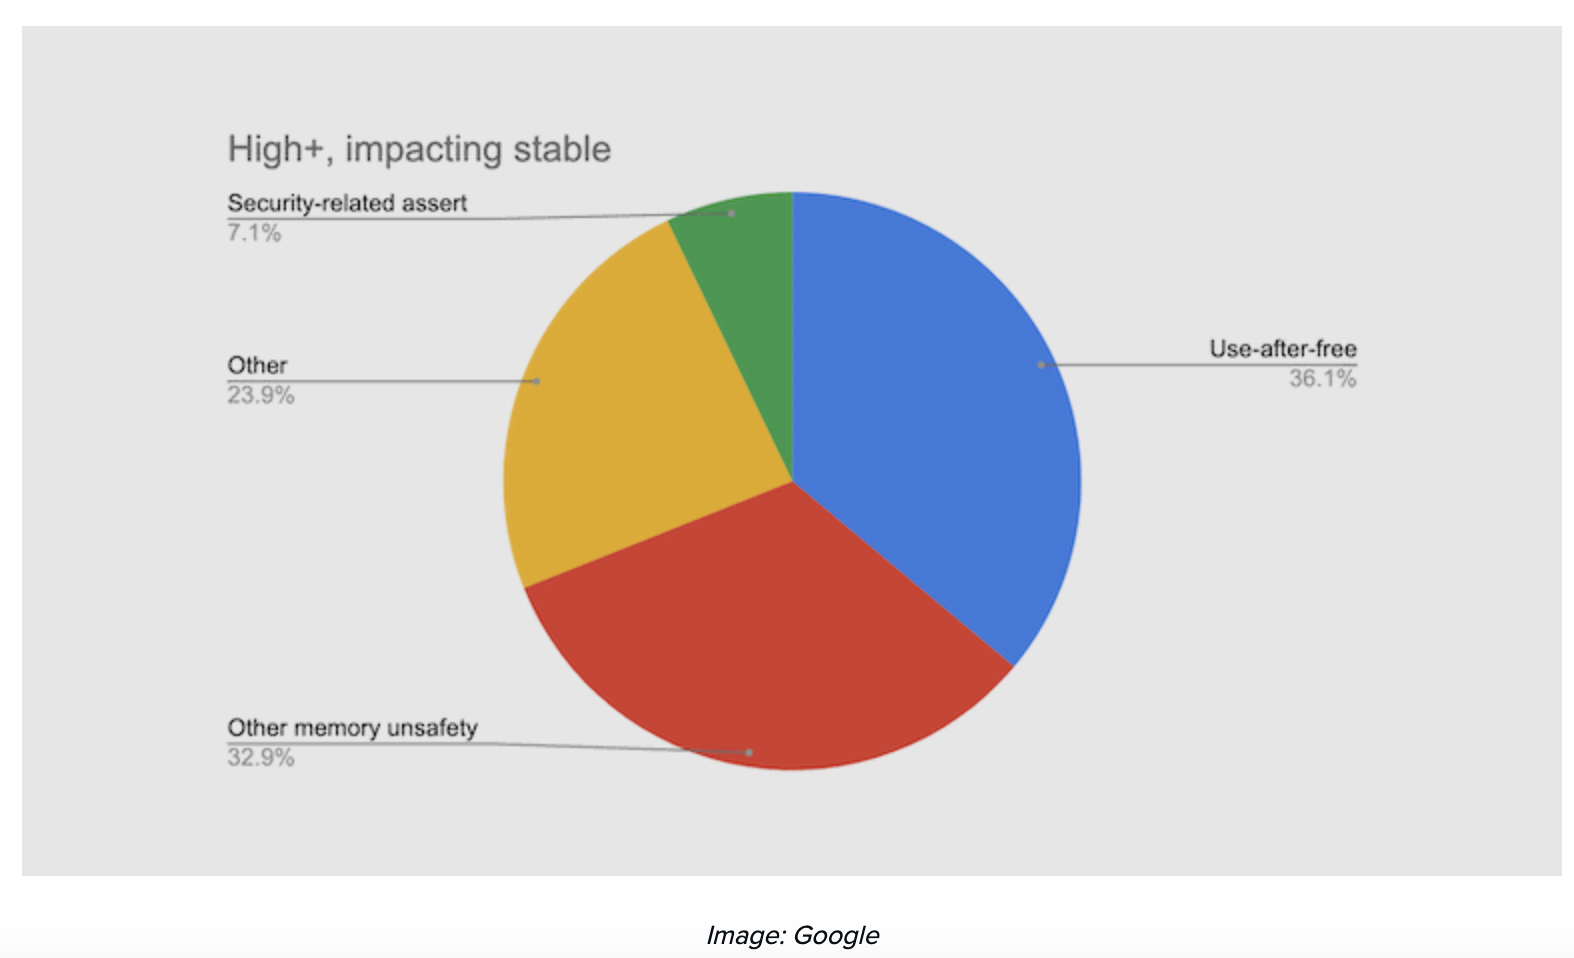 High+, impacting stable
Security-related assert
7.1%
Other
23.9%
Use-after-free
36.1%
Other memory unsafety
32.9%
Image: Google